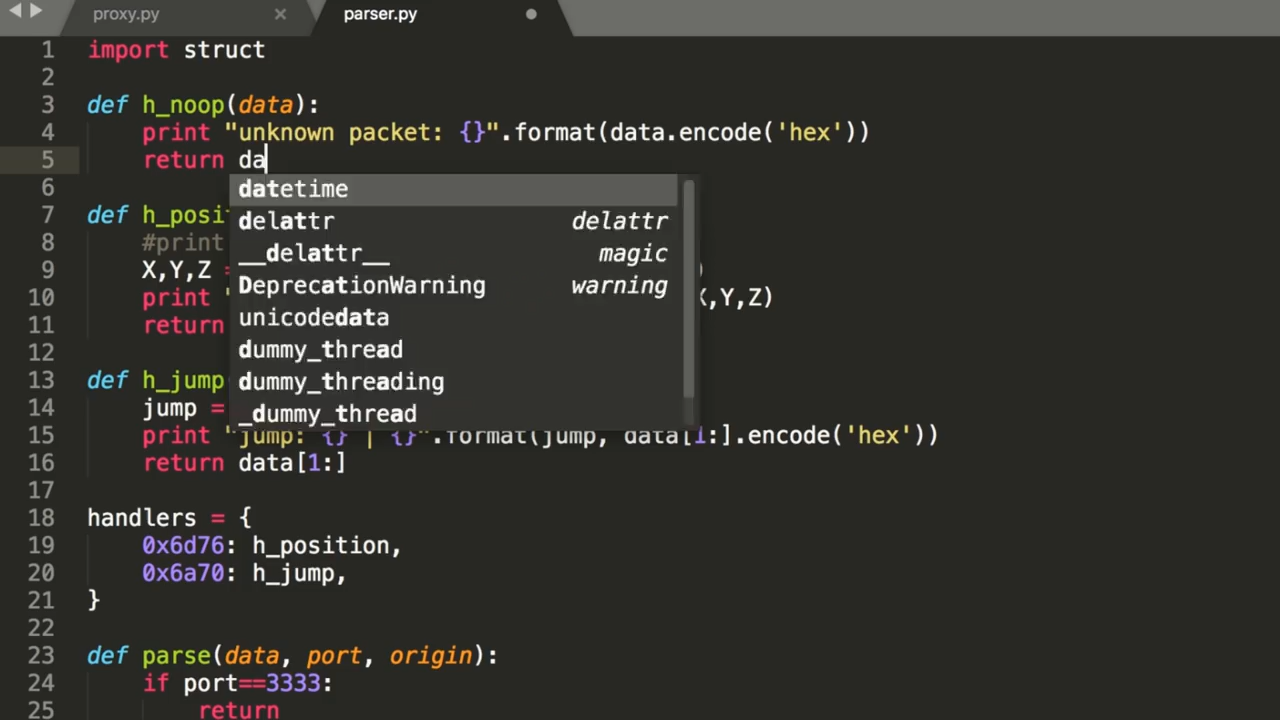 proxy.py × parser.py
1 import struct
2
3 def h_noop(data):
4 print "unknown packet: {}".format(data.encode('hex'))
5 return da
datetime
6
delattr delattr
7 def h_posi
__delattr__ magic
8 #print
9 X,Y,Z =
DeprecationWarning warning )
10 print " X,Y,Z)
unicodedata
11 return
dummy_thread
12
dummy_threading
13 def h_jump
14 jump =
_dummy_thread
15 print "jump: {} | {}".format(jump, data[1:].encode('hex'))
16 return data[1:]
17
18 handlers = {
19 0x6d76: h_position,
20 0x6a70: h_jump,
21 }
22
23 def parse(data, port, origin):
24 if port==3333:
25 return